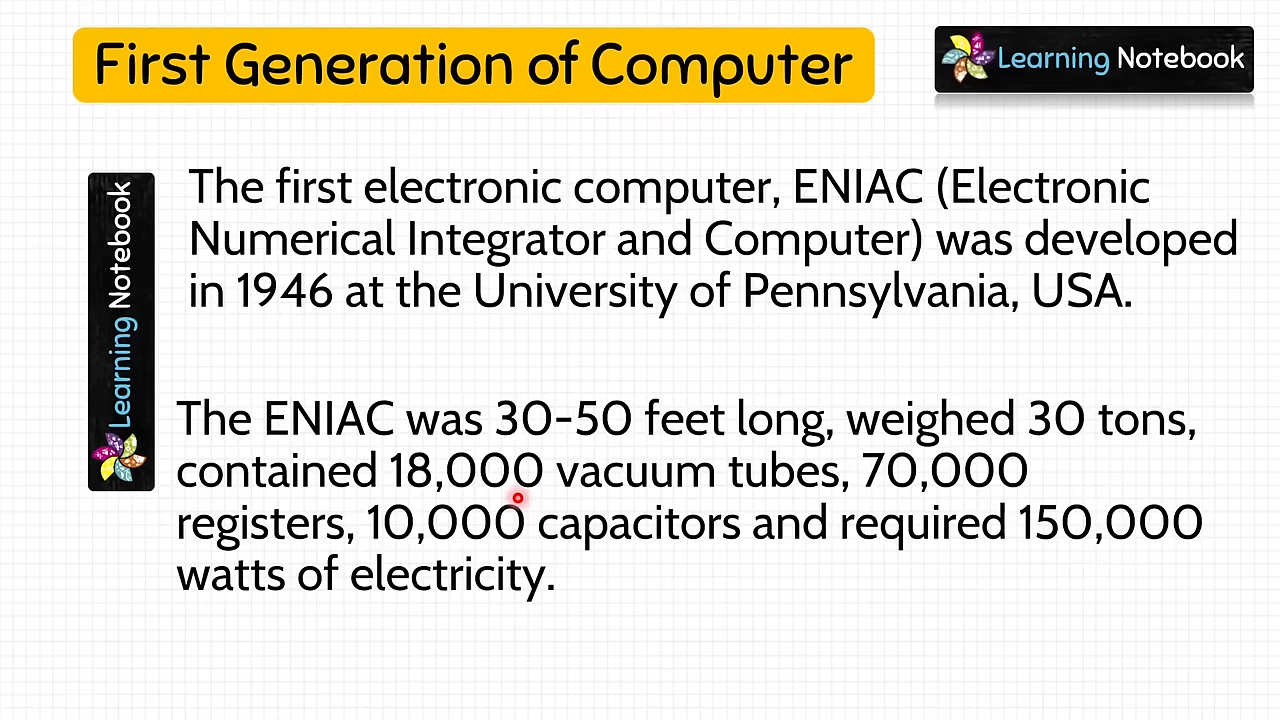 First Generation of Computer
Learning Notebook
Learning Notebook
The first electronic computer, ENIAC (Electronic
Numerical Integrator and Computer) was developed
in 1946 at the University of Pennsylvania, USA.
The ENIAC was 30-50 feet long, weighed 30 tons,
contained 18,000 vacuum tubes, 70,000
registers, 10,000 capacitors and required 150,000
watts of electricity.